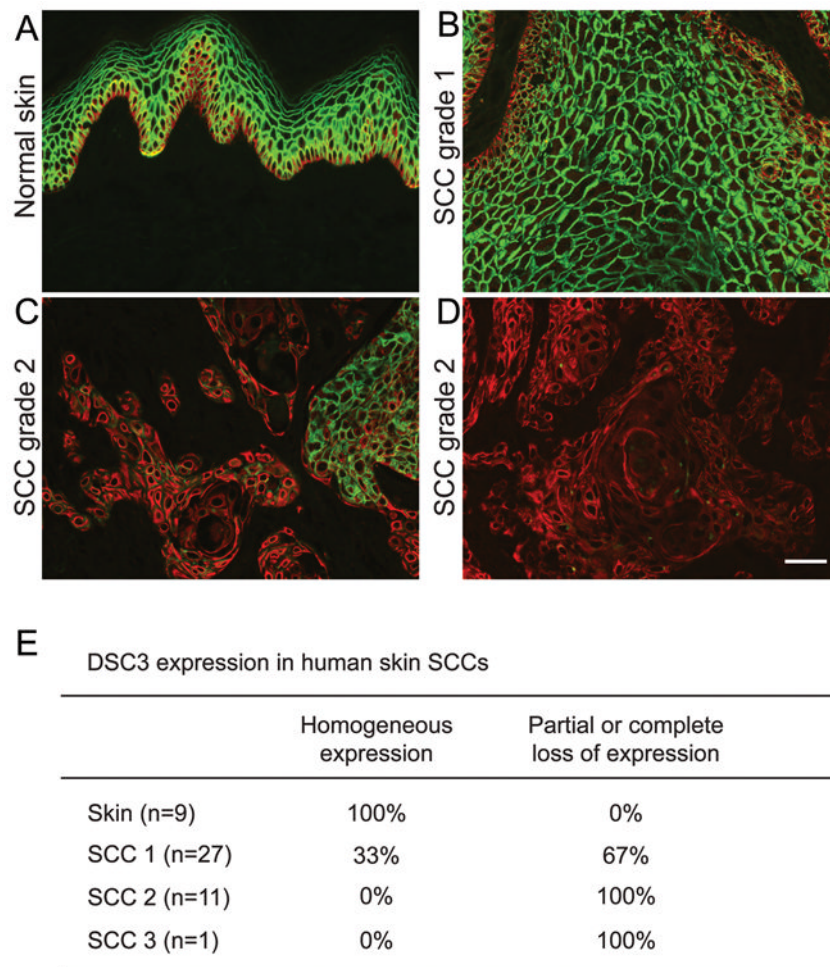 A
Normal skin
B
SCC grade 1
C
SCC grade 2
D
SCC grade 2
E
DSC3 expression in human skin SCCs
Homogeneous expression
Partial or complete loss of expression
Skin (n=9) 100% 0%
SCC 1 (n=27) 33% 67%
SCC 2 (n=11) 0% 100%
SCC 3 (n=1) 0% 100%